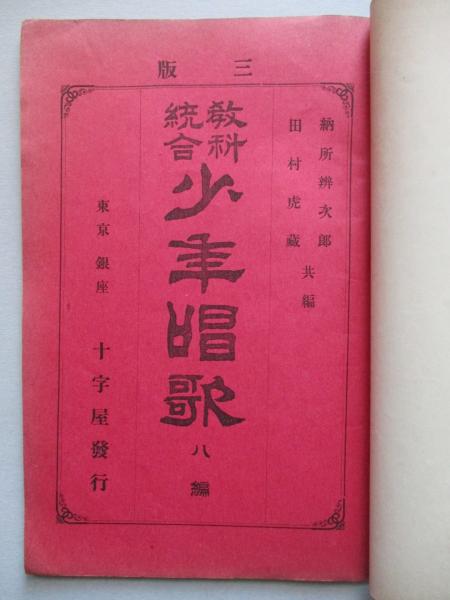 三版
納所辨次郎
田村虎藏 共編
教科統合 少年唱歌 八編
東京 銀座 十字屋發行